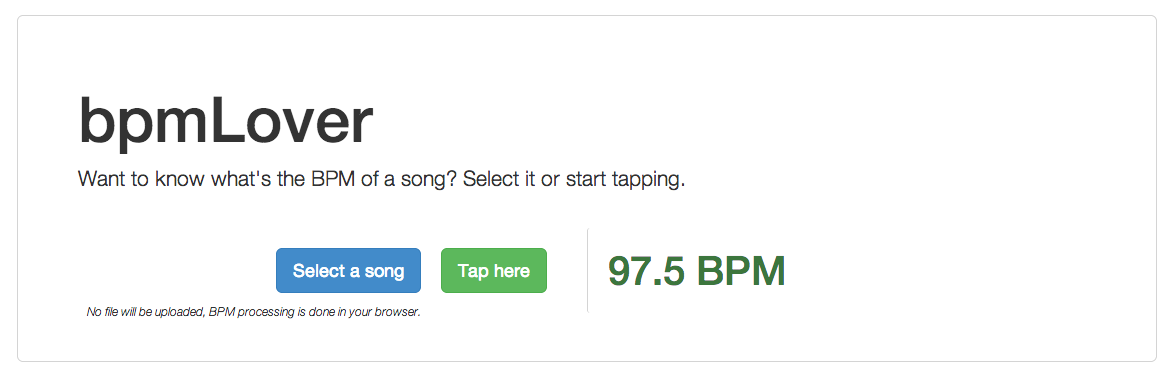 bpmLover
Want to know what's the BPM of a song? Select it or start tapping.
Select a song
Tap here
97.5 BPM
No file will be uploaded, BPM processing is done in your browser.